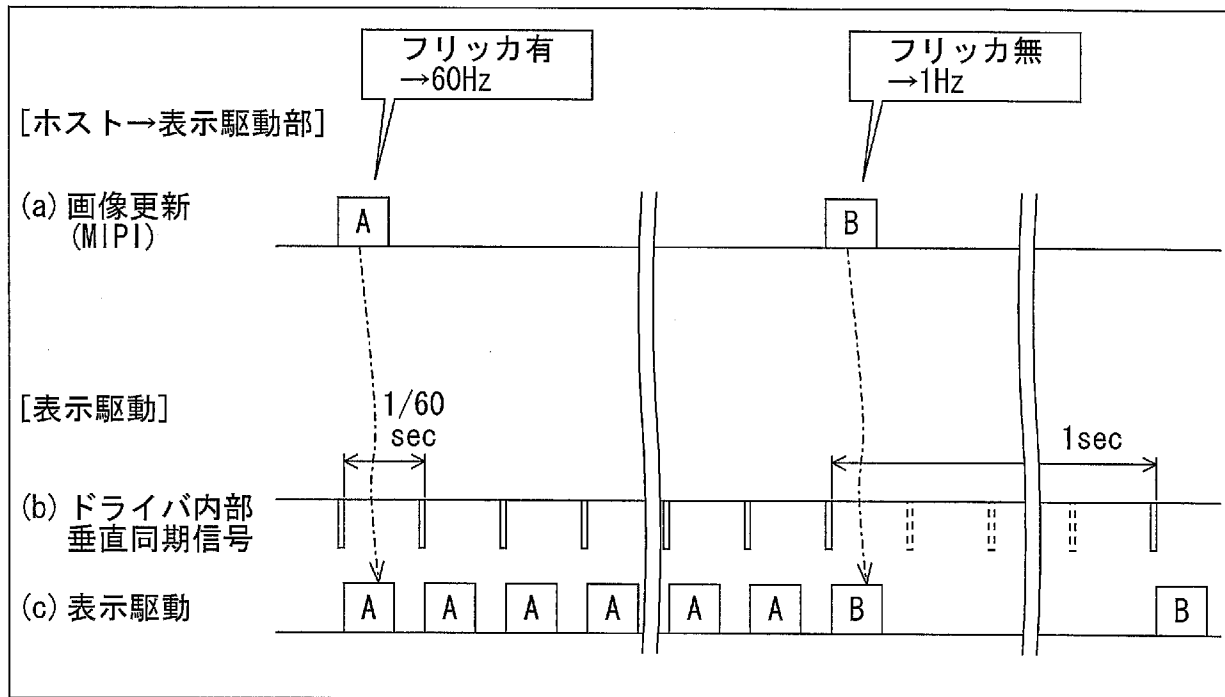 フリッカ有
→60Hz
フリッカ無
→1Hz
[ホスト→表示駆動部]
(a) 画像更新
(MIPI)
A
B
[表示駆動]
1/60
sec
1sec
(b) ドライバ内部
垂直同期信号
(c) 表示駆動
A
A
A
A
A
A
B
B